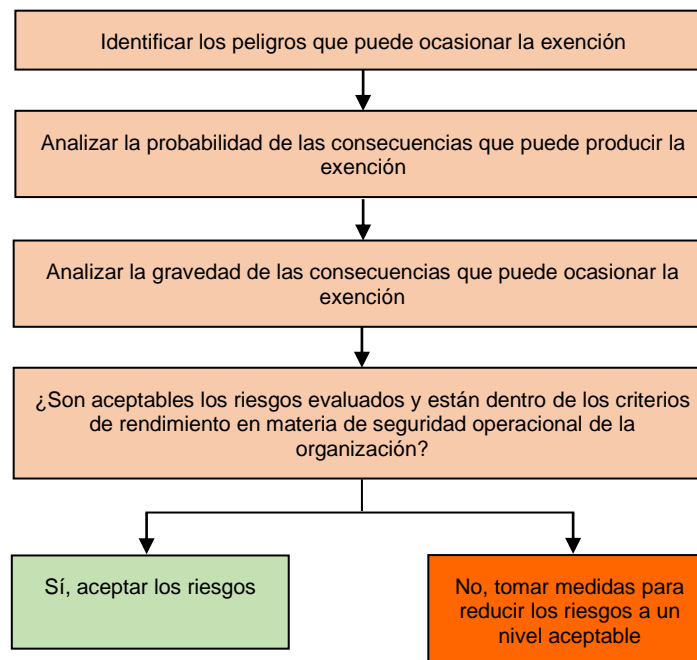 Identificar los peligros que puede ocasionar la exención
Analizar la probabilidad de las consecuencias que puede producir la
exención
Analizar la gravedad de las consecuencias que puede ocasionar la
exención
¿Son aceptables los riesgos evaluados y están dentro de los criterios
de rendimiento en materia de seguridad operacional de la
organización?
Sí, aceptar los riesgos
No, tomar medidas para
reducir los riesgos a un
nivel aceptable